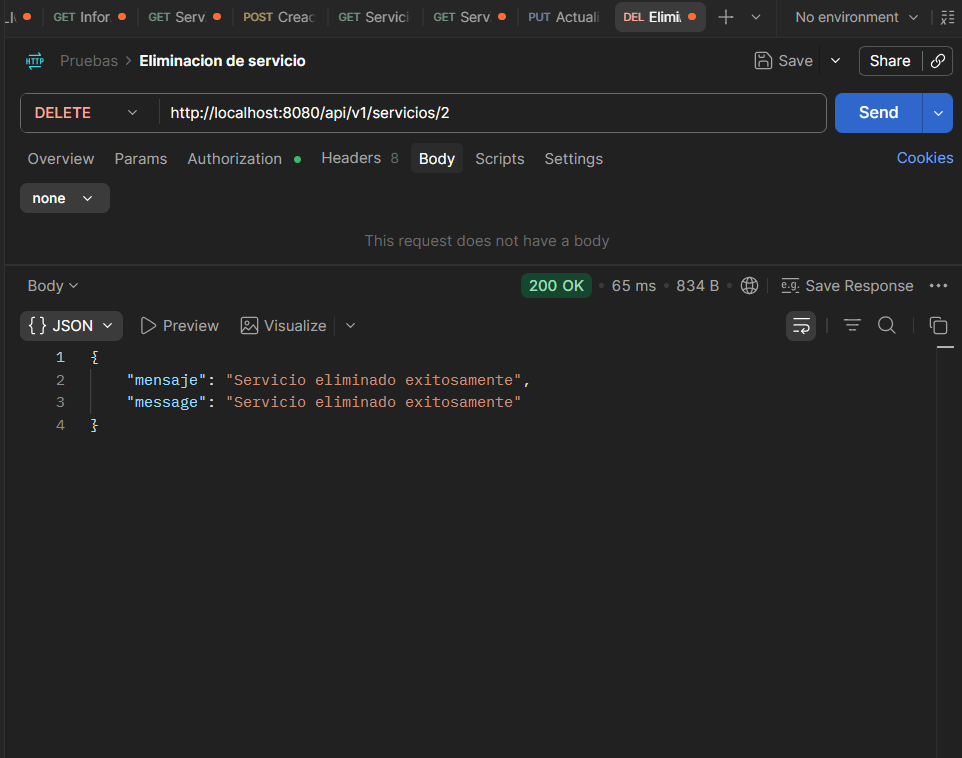 GET Infor
GET Serv
POST Creac
GET Servici
GET Serv
PUT Actuali
DEL Elimi
No environment
HTTP
Pruebas > Eliminacion de servicio
Save
Share
DELETE
http://localhost:8080/api/v1/servicios/2
Send
Overview
Params
Authorization
Headers 8
Body
Scripts
Settings
Cookies
none
This request does not have a body
Body
200 OK
65 ms
834 B
e.g.
Save Response
{} JSON
Preview
Visualize
1 {
2 "mensaje": "Servicio eliminado exitosamente",
3 "message": "Servicio eliminado exitosamente"
4 }